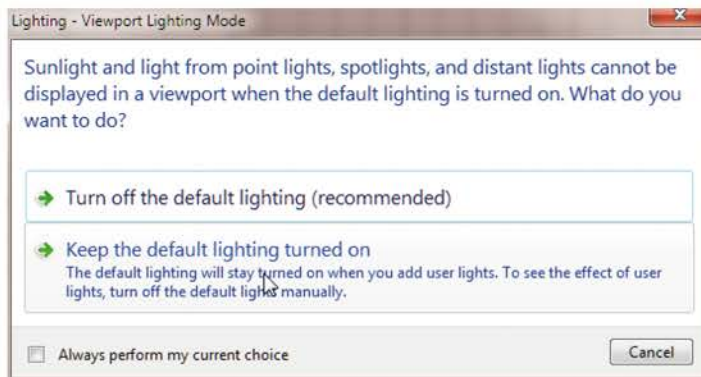 Lighting - Viewport Lighting Mode
Sunlight and light from point lights, spotlights, and distant lights cannot be
displayed in a viewport when the default lighting is turned on. What do you
want to do?
Turn off the default lighting (recommended)
Keep the default lighting turned on
The default lighting will stay turned on when you add user lights. To see the effect of user
lights, turn off the default lights manually.
Always perform my current choice
Cancel